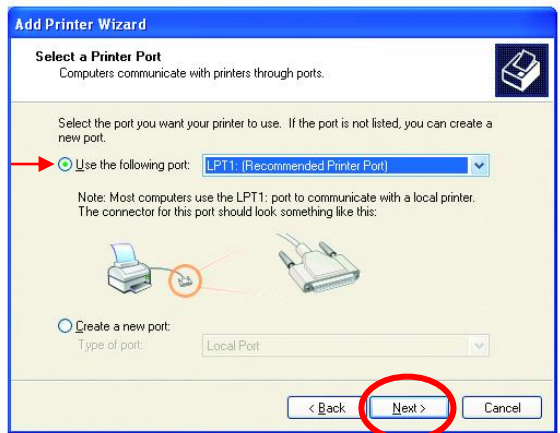 Add Printer Wizard
Select a Printer Port
Computers communicate with printers through ports.
Select the port you want your printer to use. If the port is not listed, you can create a
new port.
Use the following port: LPT1: (Recommended Printer Port)
Note: Most computers use the LPT1: port to communicate with a local printer.
The connector for this port should look something like this:
Create a new port:
Type of port: Local Port
< Back Next > Cancel